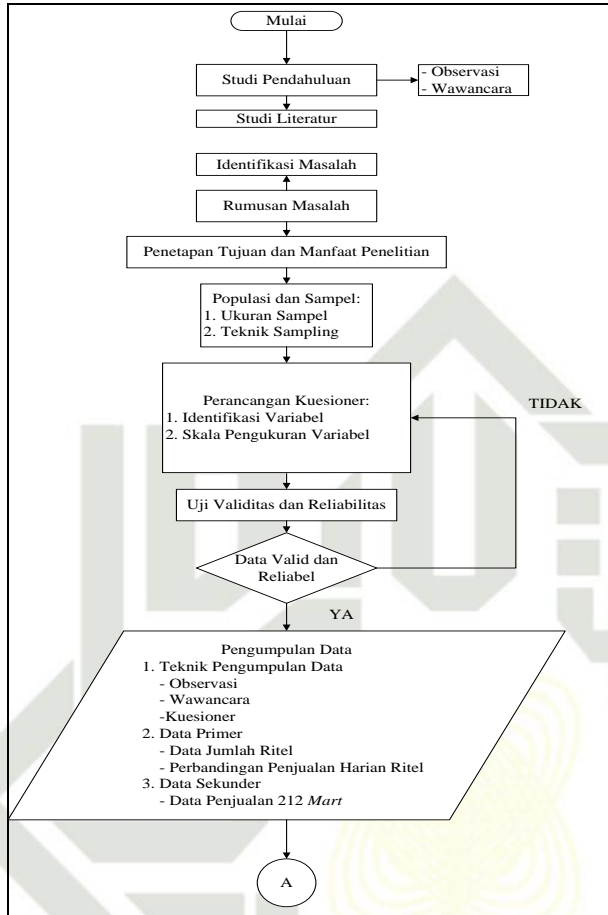 Mulai
Studi Pendahuluan
- Observasi
- Wawancara
Studi Literatur
Identifikasi Masalah
Rumusan Masalah
Penetapan Tujuan dan Manfaat Penelitian
Populasi dan Sampel:
1. Ukuran Sampel
2. Teknik Sampling
Perancangan Kuesioner:
1. Identifikasi Variabel
2. Skala Pengukuran Variabel
TIDAK
Uji Validitas dan Reliabilitas
Data Valid dan
Reliabel
YA
Pengumpulan Data
1. Teknik Pengumpulan Data
- Observasi
- Wawancara
-Kuesioner
2. Data Primer
- Data Jumlah Ritel
- Perbandingan Penjualan Harian Ritel
3. Data Sekunder
- Data Penjualan 212 Mart
A